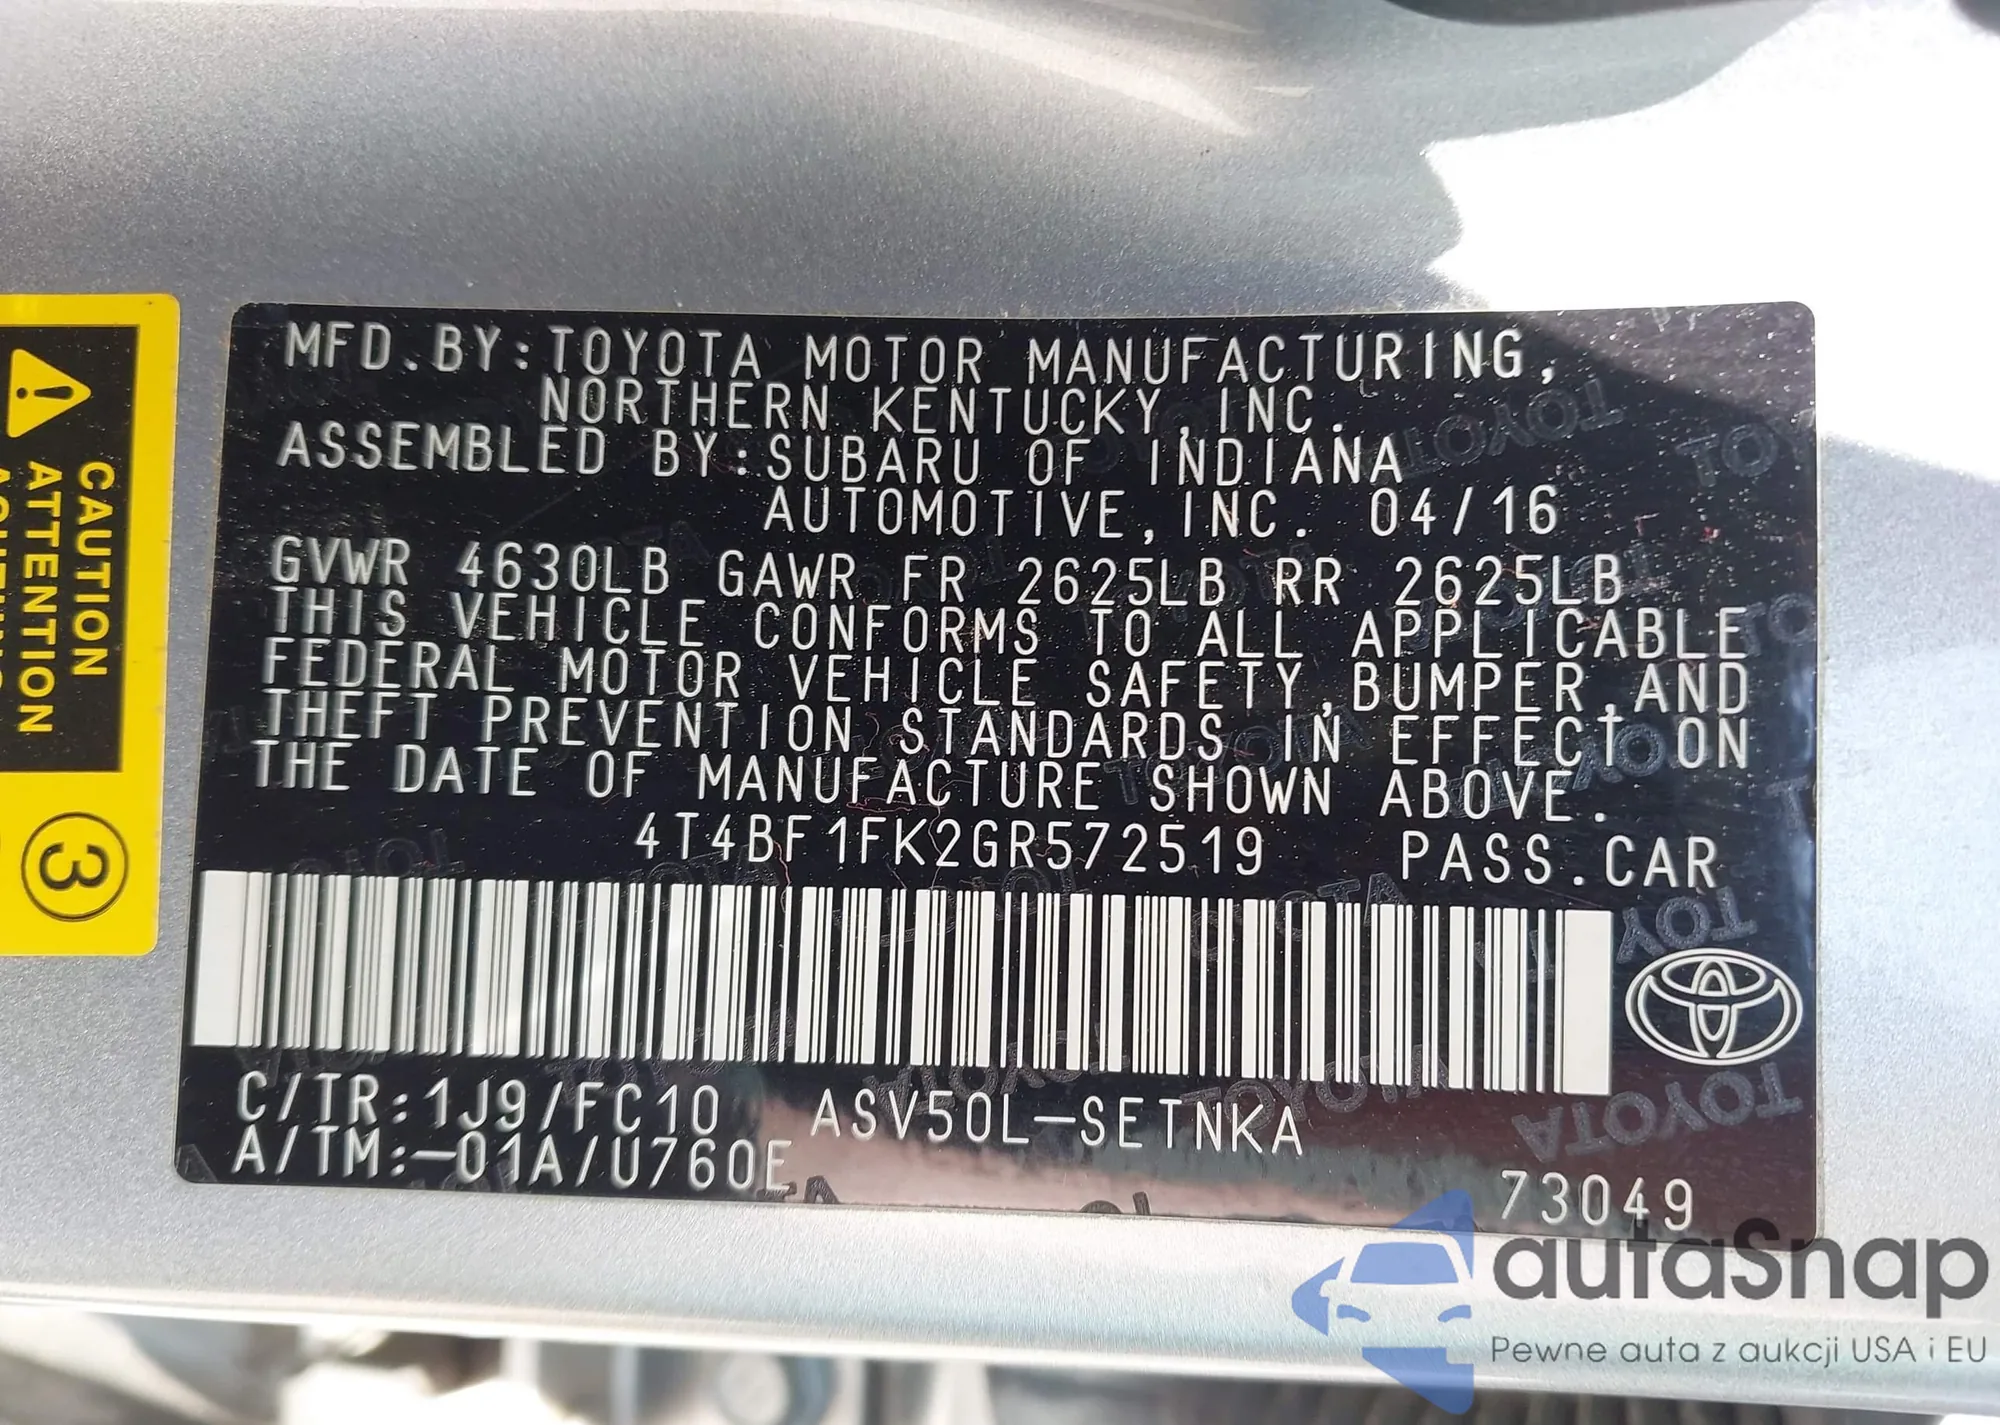 MFD.BY:TOYOTA MOTOR MANUFACTURING,
NORTHERN KENTUCKY,INC.
ASSEMBLED BY:SUBARU OF INDIANA
AUTOMOTIVE,INC. 04/16
GVWR 4630LB GAWR FR 2625LB RR 2625LB
THIS VEHICLE CONFORMS TO ALL APPLICABLE
FEDERAL MOTOR VEHICLE SAFETY,BUMPER,AND
THEFT PREVENTION STANDARDS IN EFFECT ON
THE DATE OF MANUFACTURE SHOWN ABOVE.
4T4BF1FK2GR572519 PASS.CAR
C/TR:1J9/FC10 ASV50L-SETNKA
A/TM:-01A/U760E
73049
CAUTION
ATTENTION
3
autaSnap
Pewne auta z aukcji USA i EU